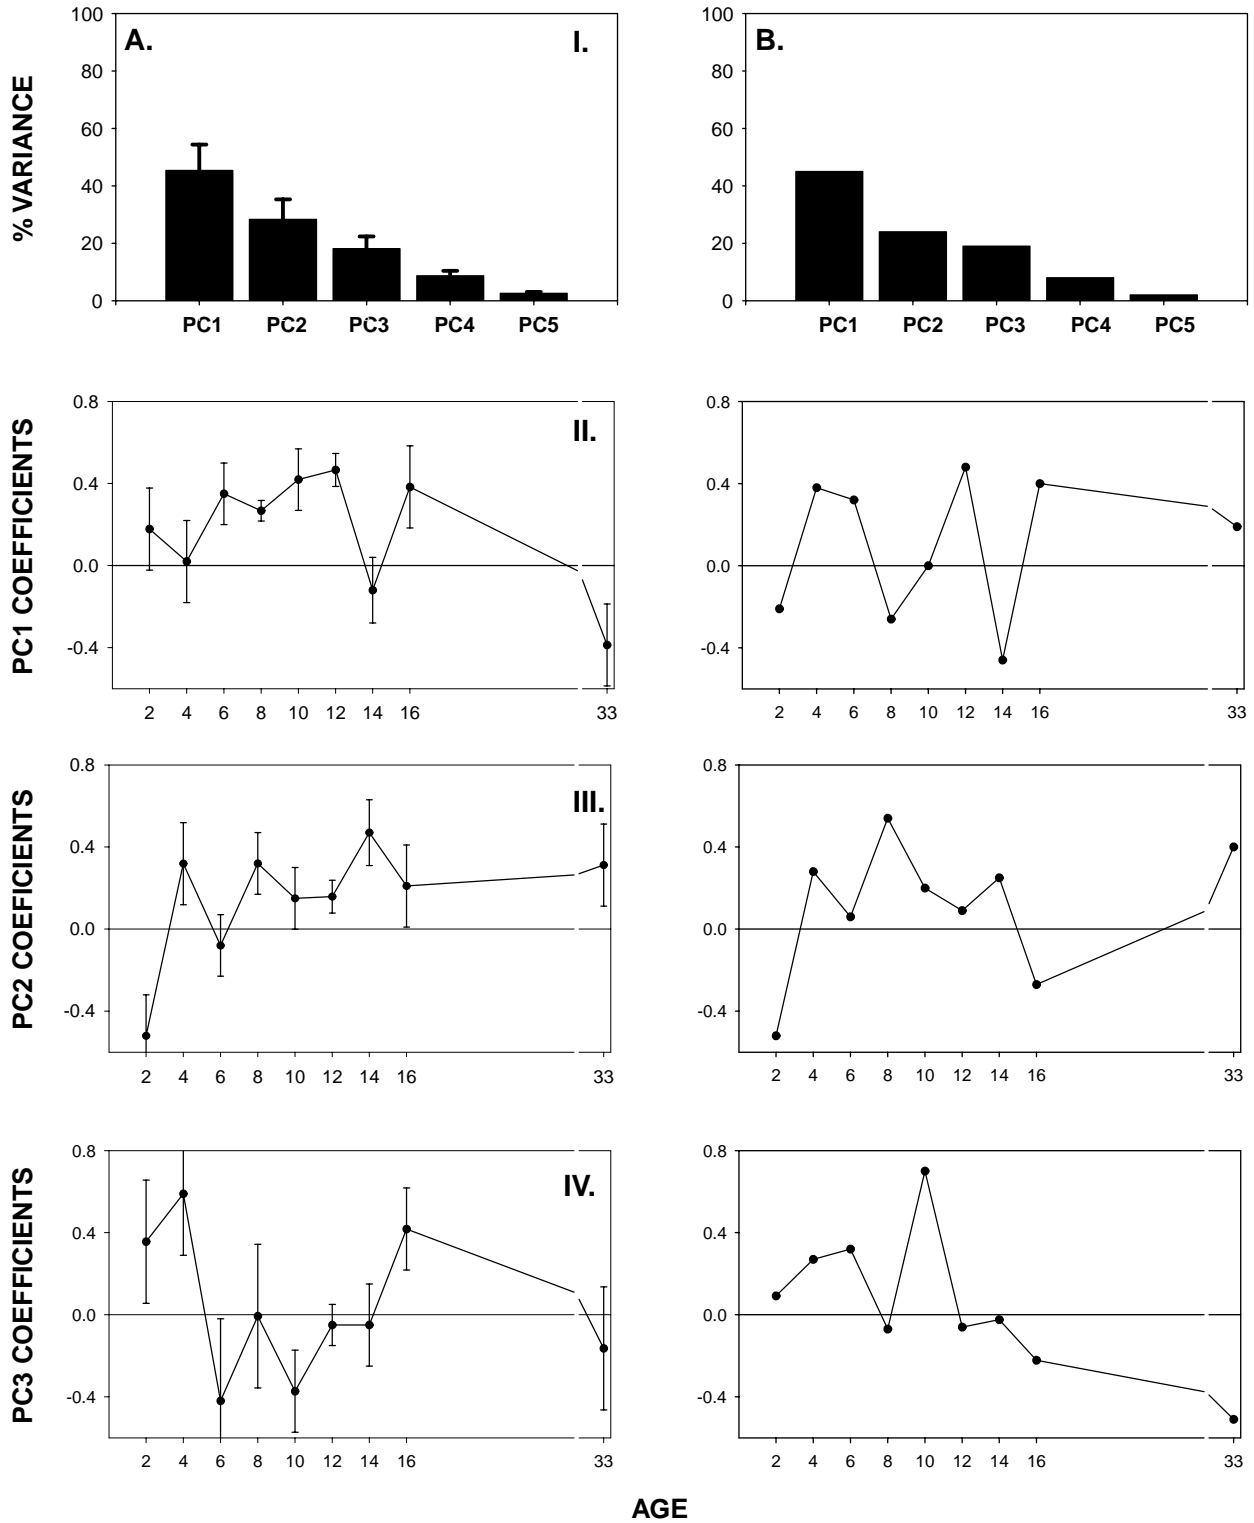 100 100
A. I. B.
80 80
60 60
40 40
20 20
0 0
% VARIANCE
PC1 PC2 PC3 PC4 PC5 PC1 PC2 PC3 PC4 PC5
0.8 0.8
II.
0.4 0.4
0.0 0.0
-0.4 -0.4
PC1 COEFFICIENTS
2 4 6 8 10 12 14 16 33 2 4 6 8 10 12 14 16 33
0.8 0.8
III.
0.4 0.4
0.0 0.0
-0.4 -0.4
PC2 COEFICIENTS
2 4 6 8 10 12 14 16 33 2 4 6 8 10 12 14 16 33
0.8 0.8
IV.
0.4 0.4
0.0 0.0
-0.4 -0.4
PC3 COEFFICIENTS
2 4 6 8 10 12 14 16 33 2 4 6 8 10 12 14 16 33
AGE